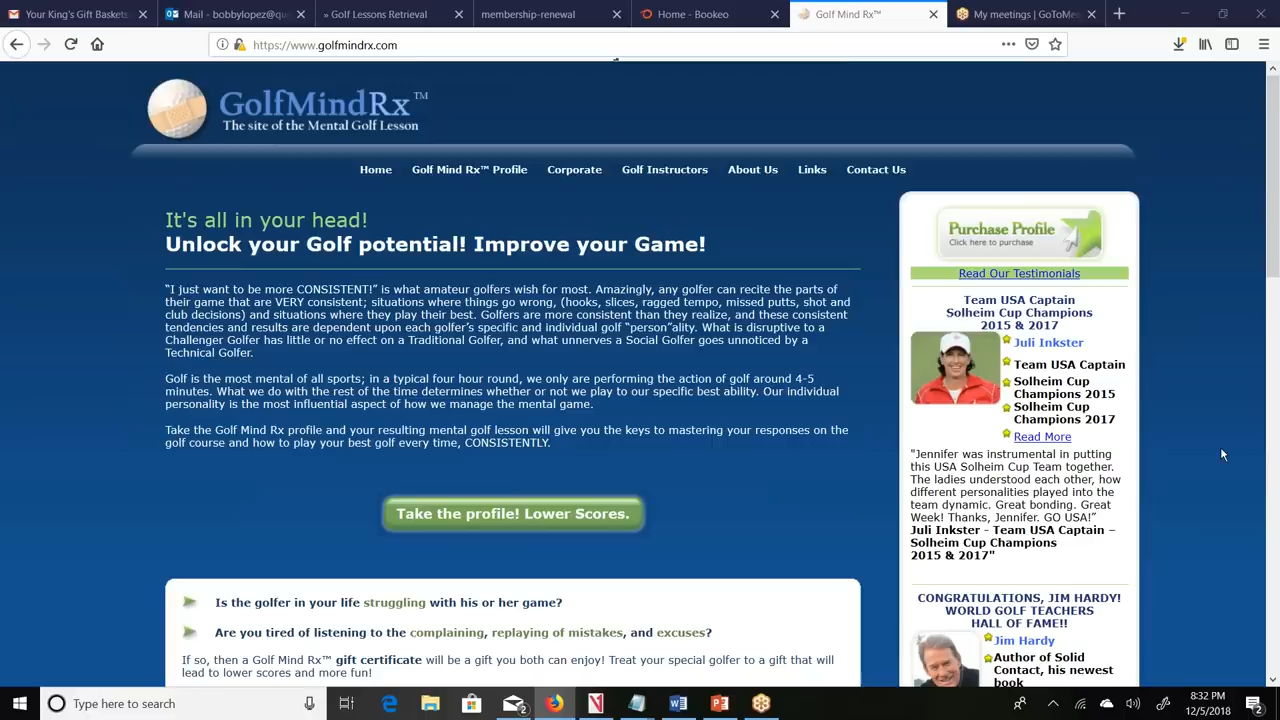 Your King's Gift Basket
Mail - bobbylopez@qu
» Golf Lessons Retrieval
membership-renewal
Home - Bookeo
Golf Mind Rx™
My meetings | GoToMe
https://www.golfmindrx.com
GolfMindRx™
The site of the Mental Golf Lesson
Home
Golf Mind Rx™ Profile
Corporate
Golf Instructors
About Us
Links
Contact Us
It's all in your head!
Unlock your Golf potential! Improve your Game!
“I just want to be more CONSISTENT!” is what amateur golfers wish for most. Amazingly, any golfer can recite the parts of
their game that are VERY consistent; situations where things go wrong, (hooks, slices, ragged tempo, missed putts, shot and
club decisions) and situations where they play their best. Golfers are more consistent than they realize, and these consistent
tendencies and results are dependent upon each golfer’s specific and individual golf “person”ality. What is disruptive to a
Challenger Golfer has little or no effect on a Traditional Golfer, and what unnerves a Social Golfer goes unnoticed by a
Technical Golfer.
Golf is the most mental of all sports; in a typical four hour round, we only are performing the action of golf around 4-5
minutes. What we do with the rest of the time determines whether or not we play to our specific best ability. Our individual
personality is the most influential aspect of how we manage the mental game.
Take the Golf Mind Rx profile and your resulting mental golf lesson will give you the keys to mastering your responses on the
golf course and how to play your best golf every time, CONSISTENTLY.
Take the profile! Lower Scores.
Is the golfer in your life struggling with his or her game?
Are you tired of listening to the complaining, replaying of mistakes, and excuses?
If so, then a Golf Mind Rx™ gift certificate will be a gift you both can enjoy! Treat your special golfer to a gift that will
lead to lower scores and more fun!
Purchase Profile
Click here to purchase
Read Our Testimonials
Team USA Captain
Solheim Cup Champions
2015 & 2017
Juli Inkster
Team USA Captain
Solheim Cup
Champions 2015
Solheim Cup
Champions 2017
Read More
"Jennifer was instrumental in putting
this USA Solheim Cup Team together.
The ladies understood each other, how
different personalities played into the
team dynamic. Great bonding. Great
Week! Thanks, Jennifer. GO USA!”
Juli Inkster - Team USA Captain –
Solheim Cup Champions
2015 & 2017"
CONGRATULATIONS, JIM HARDY!
WORLD GOLF TEACHERS
HALL OF FAME!!
Jim Hardy
Author of Solid
Contact, his newest
book
Type here to search
8:32 PM
12/5/2018